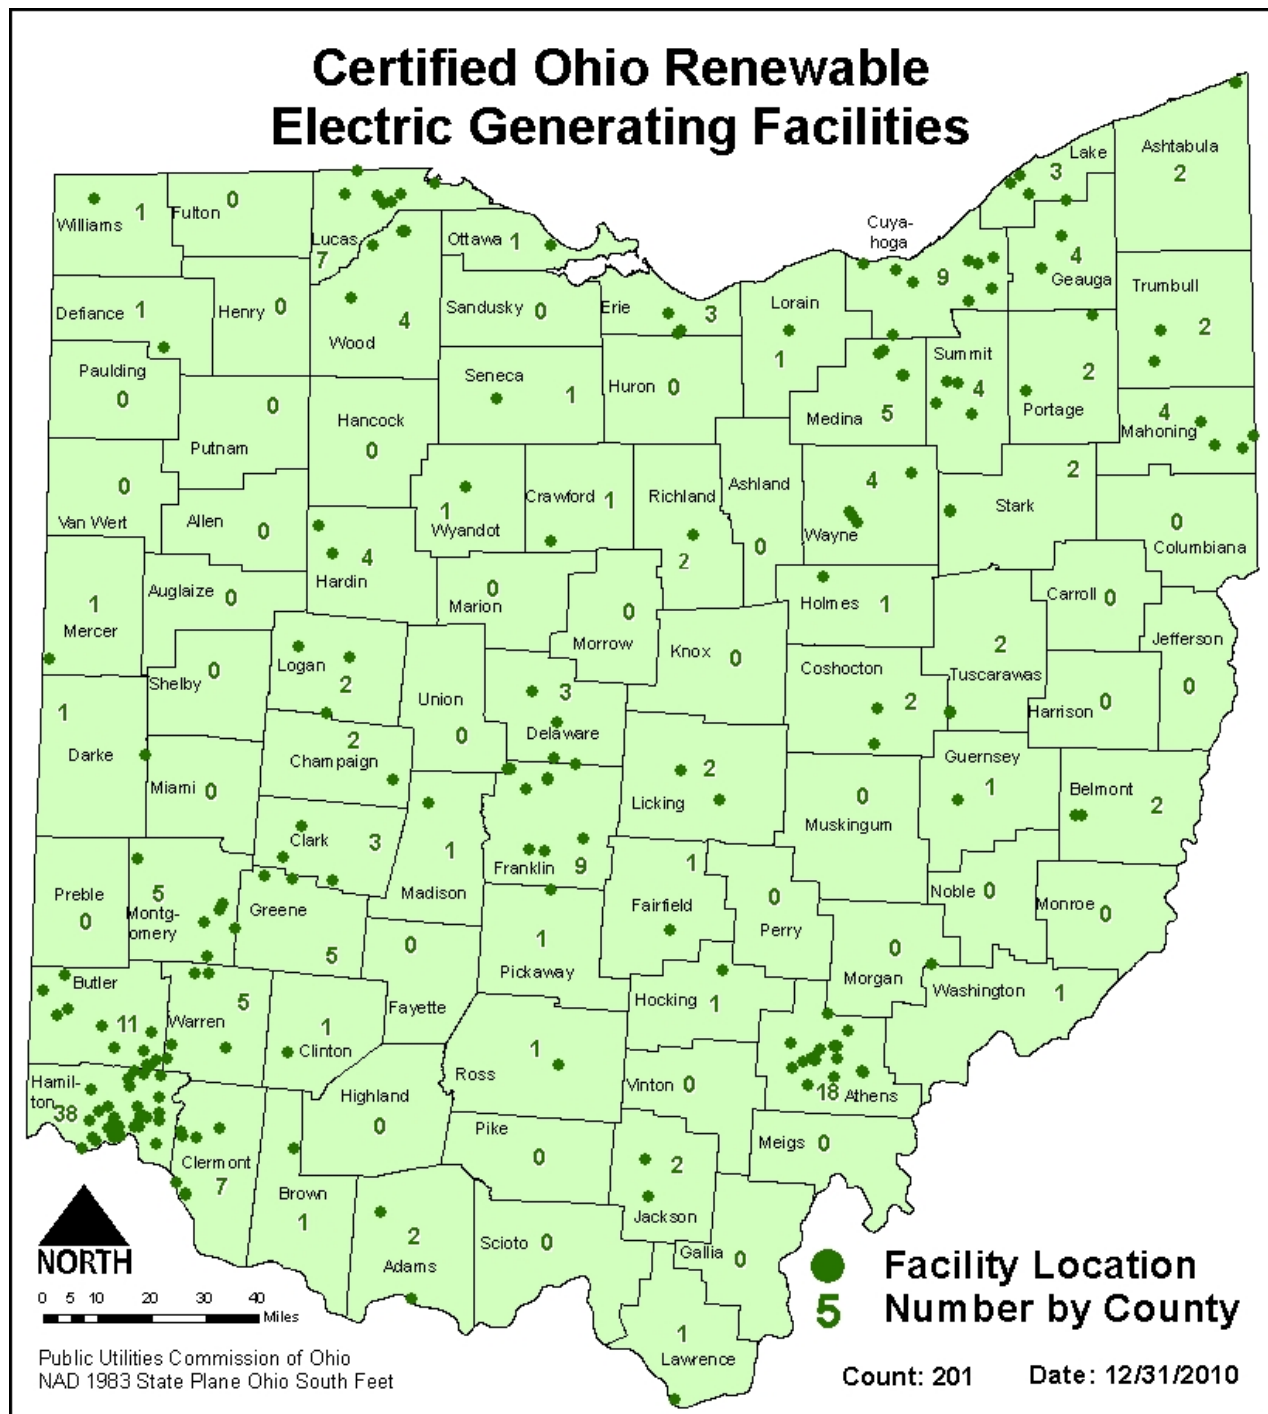 Certified Ohio Renewable
Electric Generating Facilities
Lake
3
Ashtabula
2
Williams 1
Fulton 0
Lucas
7
Ottawa 1
Cuya-
hoga
9
4
Geauga
Trumbull
2
Defiance 1
Henry 0
Wood
4
Sandusky 0
Erie 3
Lorain
1
Paulding
0
0
Putnam
Hancock
0
Seneca
1
Huron 0
Medina 5
Summit
4
2
Portage
4
Mahoning
0
Van Wert
Allen
0
Hardin
4
1
Wyandot
Crawford 1
Richland
2
Ashland
0
4
Wayne
2
Stark
0
Columbiana
1
Mercer
Auglaize 0
0
Marion
0
Morrow
Knox 0
Holmes 1
2
Tuscarawas
Carroll 0
Jefferson
0
Shelby 0
Logan
2
Union
0
3
Delaware
Coshocton
2
Harrison 0
1
Darke
Miami 0
2
Champaign
2
Licking
0
Muskingum
Guernsey
1
Belmont
2
Clark
3
1
Madison
Franklin 9
1
Fairfield
0
Perry
Noble 0
Monroe 0
Preble
0
5
Montg-
omery
Greene
5
0
Fayette
1
Pickaway
Hocking 1
0
Morgan
Washington 1
Butler
11
5
Warren
1
Clinton
1
Ross
Vinton 0
18 Athens
Hamil-
ton 38
Highland
0
Pike
0
2
Jackson
Meigs 0
Clermont
7
Brown
1
2
Adams
Scioto 0
Gallia 0
1
Lawrence
NORTH
0 5 10 20 30 40
Miles
Facility Location
5 Number by County
Public Utilities Commission of Ohio
NAD 1983 State Plane Ohio South Feet
Count: 201 Date: 12/31/2010